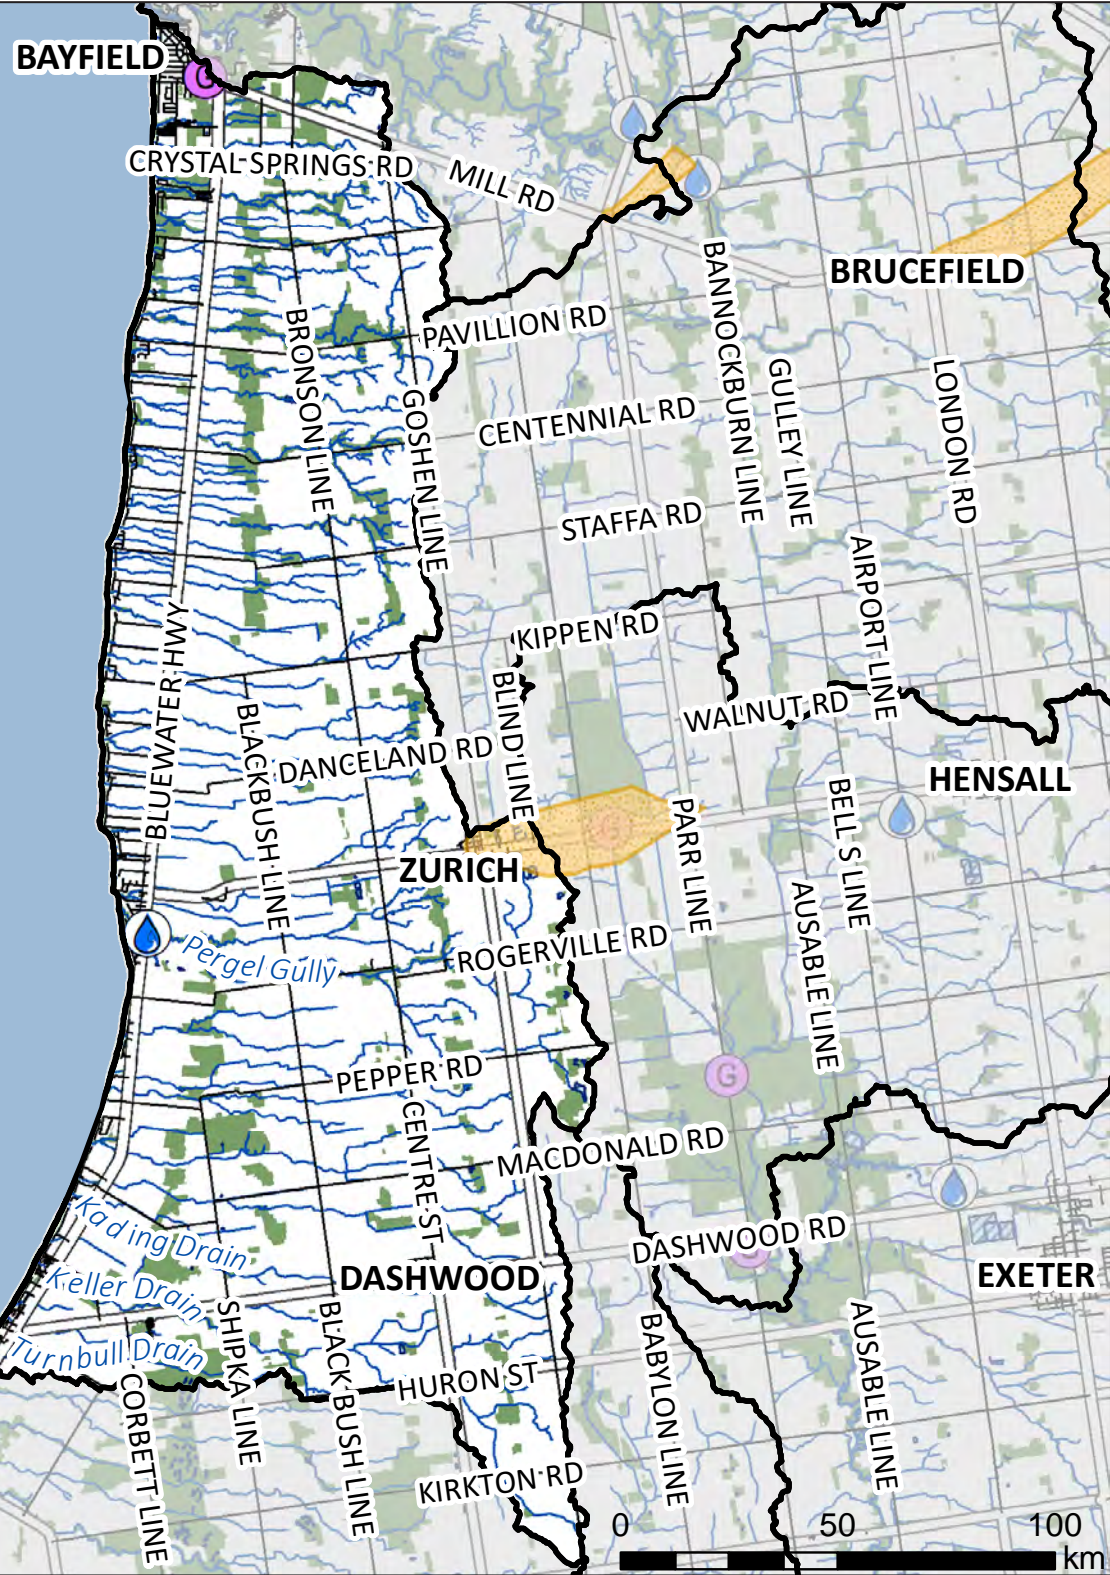 BAYFIELD
G
CRYSTAL SPRINGS RD
MILL RD
BRUCEFIELD
BANNOCKBURN LINE
PAVILLION RD
BRONSON LINE
GULLEY LINE
LONDON RD
GOSHEN LINE
CENTENNIAL RD
STAFFA RD
AIRPORT LINE
KIPPEN RD
BLUEWATER HWY
BLIND LINE
WALNUT RD
BLACKBUSH LINE
DANCELAND RD
HENSALL
BELL S LINE
PARR LINE
ZURICH
AUSABLE LINE
ROGERVILLE RD
Pergel Gully
PEPPER RD
G
CENTRE ST
MACDONALD RD
Kading Drain
DASHWOOD RD
DASHWOOD
EXETER
Keller Drain
SHIPKA LINE
BLACK BUSH LINE
BABYLON LINE
AUSABLE LINE
Turnbull Drain
HURON ST
CORBETT LINE
KIRKTON RD
0 50 100
km